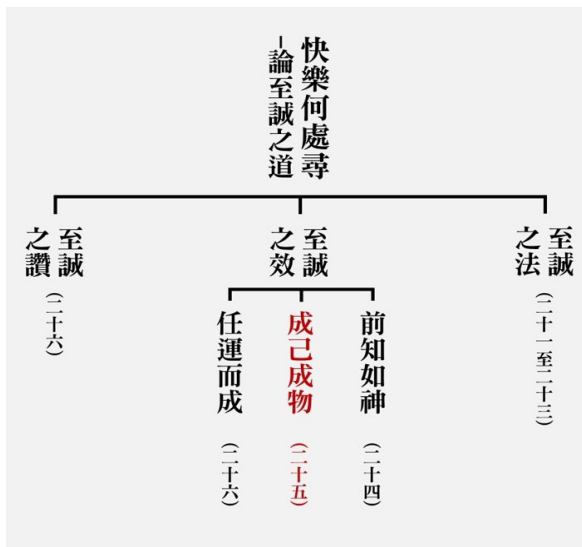 快樂何處尋
–論至誠之道
至誠
之法
（二十一至二十三）
至誠
之效
前知如神
（二十四）
成己成物
（二十五）
任運而成
（二十六）
至誠
之讚
（二十六）